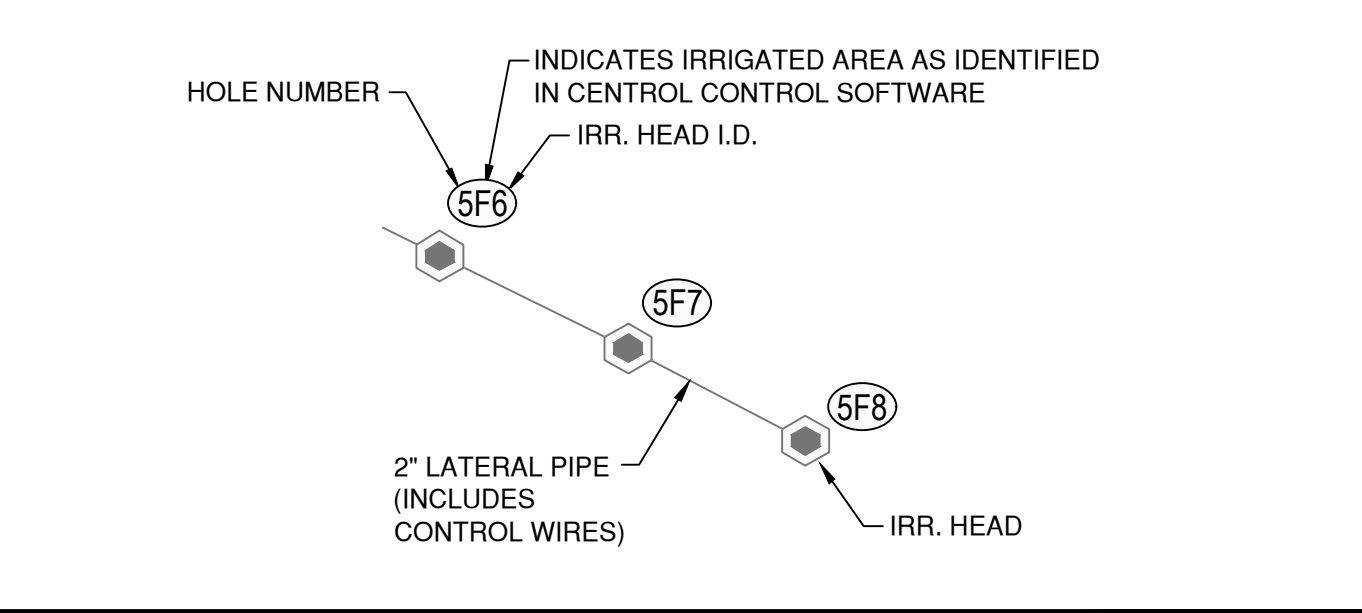 INDICATES IRRIGATED AREA AS IDENTIFIED
IN CENTROL CONTROL SOFTWARE
HOLE NUMBER
IRR. HEAD I.D.
5F6
5F7
5F8
2" LATERAL PIPE
(INCLUDES
CONTROL WIRES)
IRR. HEAD